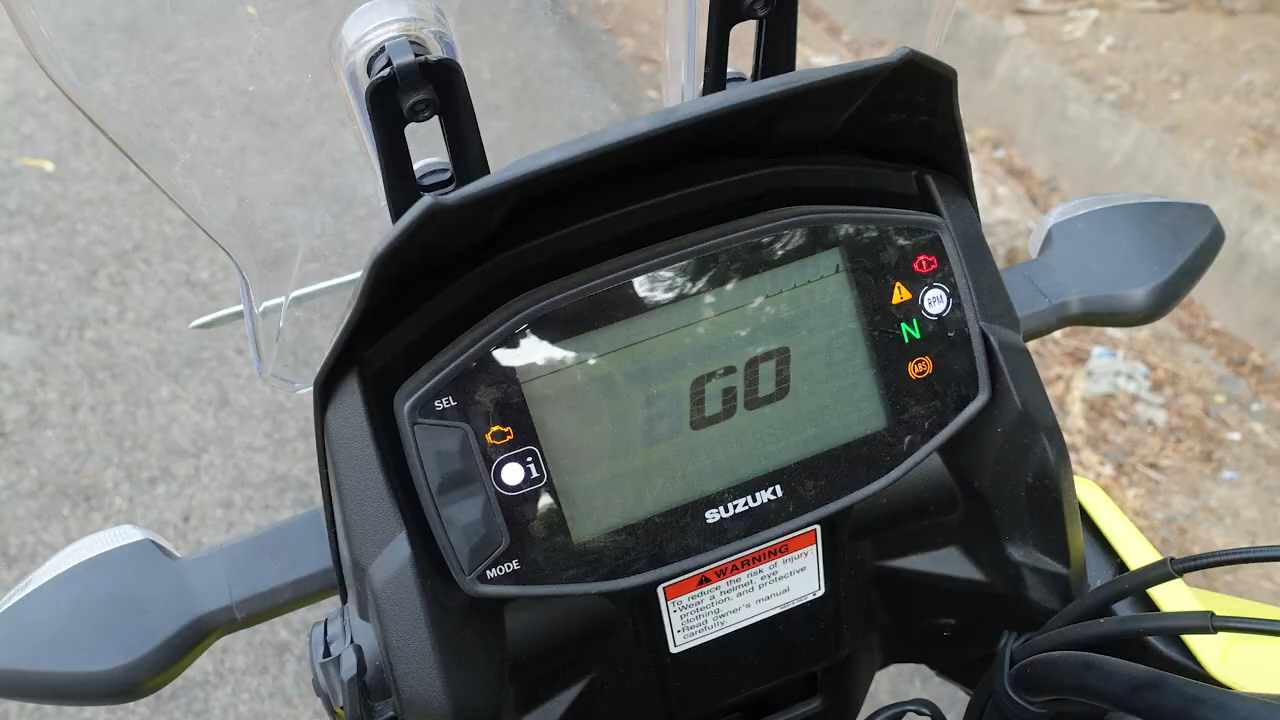 RPM
N
ABS
GO
SEL
i
SUZUKI
MODE
WARNING
To reduce the risk of injury:
•Wear a helmet, eye
protection, and protective
clothing.
•Read owner's manual
carefully.